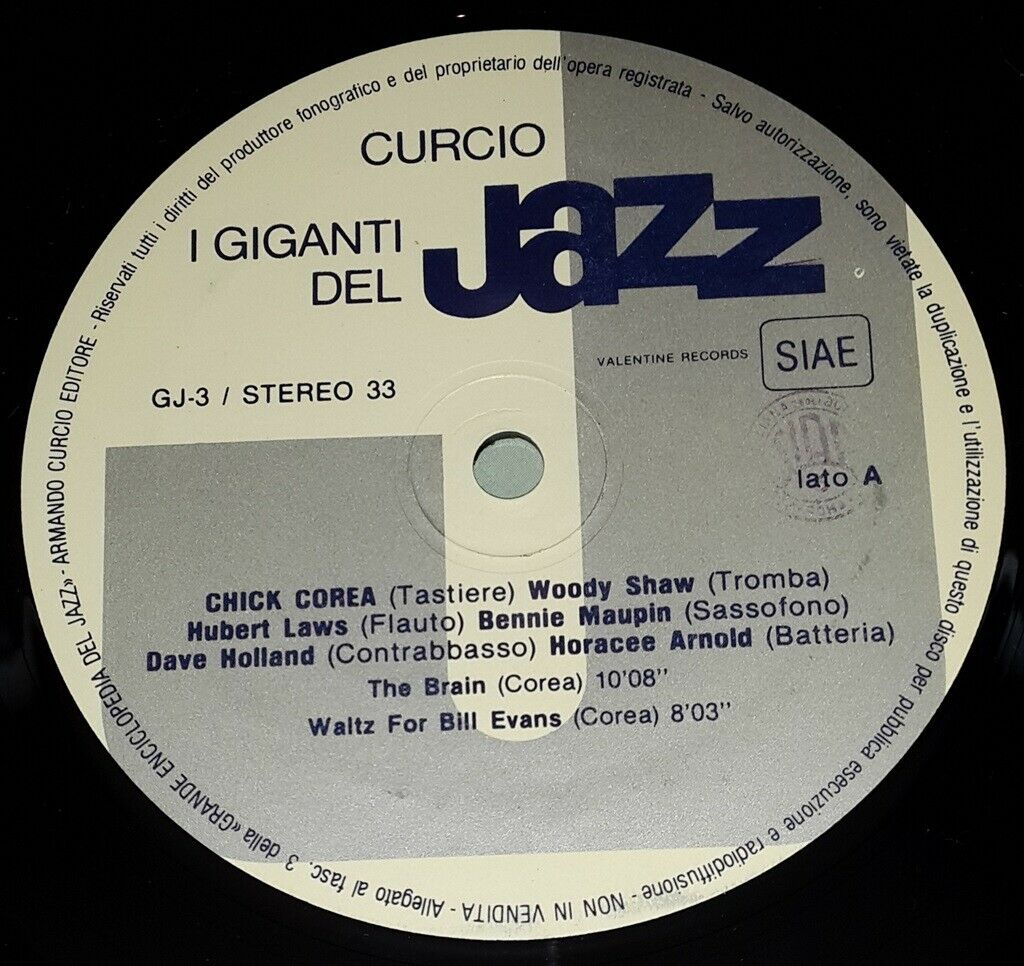 CURCIO
I GIGANTI
DEL
Jazz
VALENTINE RECORDS
SIAE
GJ-3 / STEREO 33
lato A
CHICK COREA (Tastiere) Woody Shaw (Tromba)
Hubert Laws (Flauto) Bennie Maupin (Sassofono)
Dave Holland (Contrabbasso) Horacee Arnold (Batteria)
The Brain (Corea) 10'08"
Waltz For Bill Evans (Corea) 8'03"
Allegato al fasc. 3 della «GRANDE ENCICLOPEDIA DEL JAZZ» - ARMANDO CURCIO EDITORE - Riservati tutti i diritti del produttore fonografico e del proprietario dell'opera registrata - Salvo autorizzazione, sono vietate la duplicazione e l'utilizzazione di questo disco per pubblica esecuzione e radiodiffusione - NON IN VENDITA -